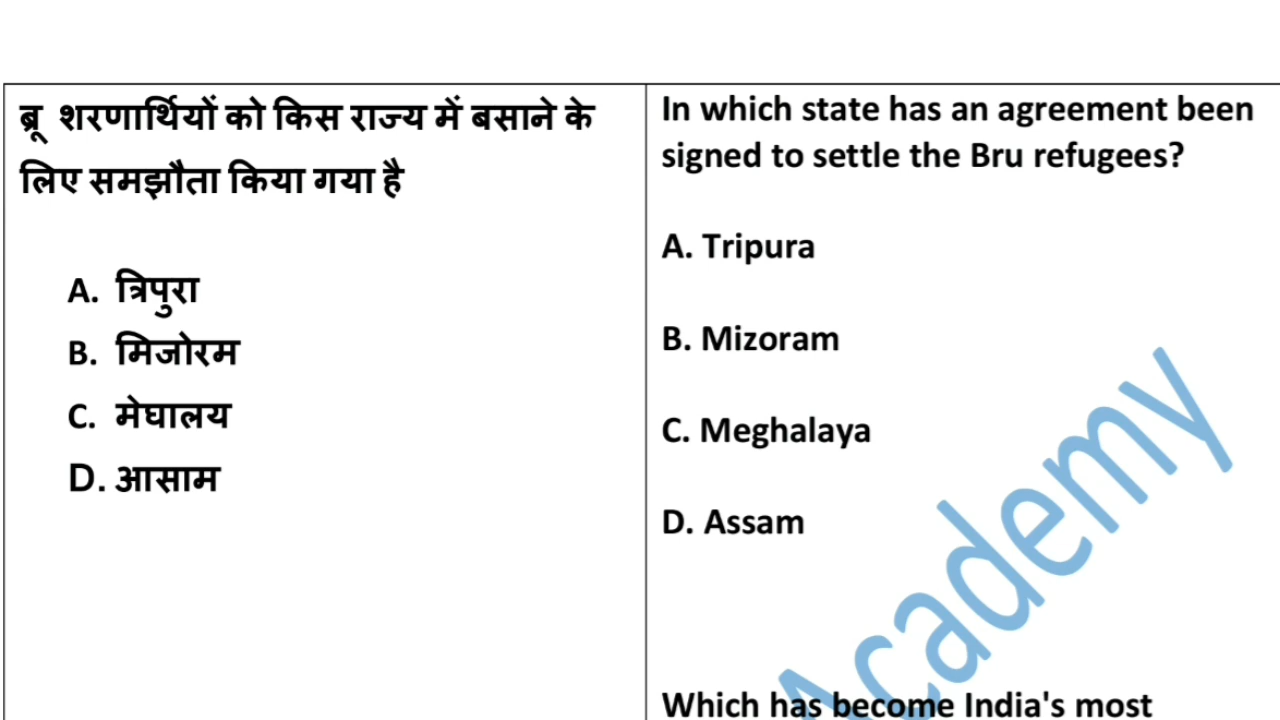 ब्रू शरणार्थियों को किस राज्य में बसाने के
लिए समझौता किया गया है
A. त्रिपुरा
B. मिजोरम
C. मेघालय
D. आसाम
In which state has an agreement been
signed to settle the Bru refugees?
A. Tripura
B. Mizoram
C. Meghalaya
D. Assam
Which has become India's most
Academy